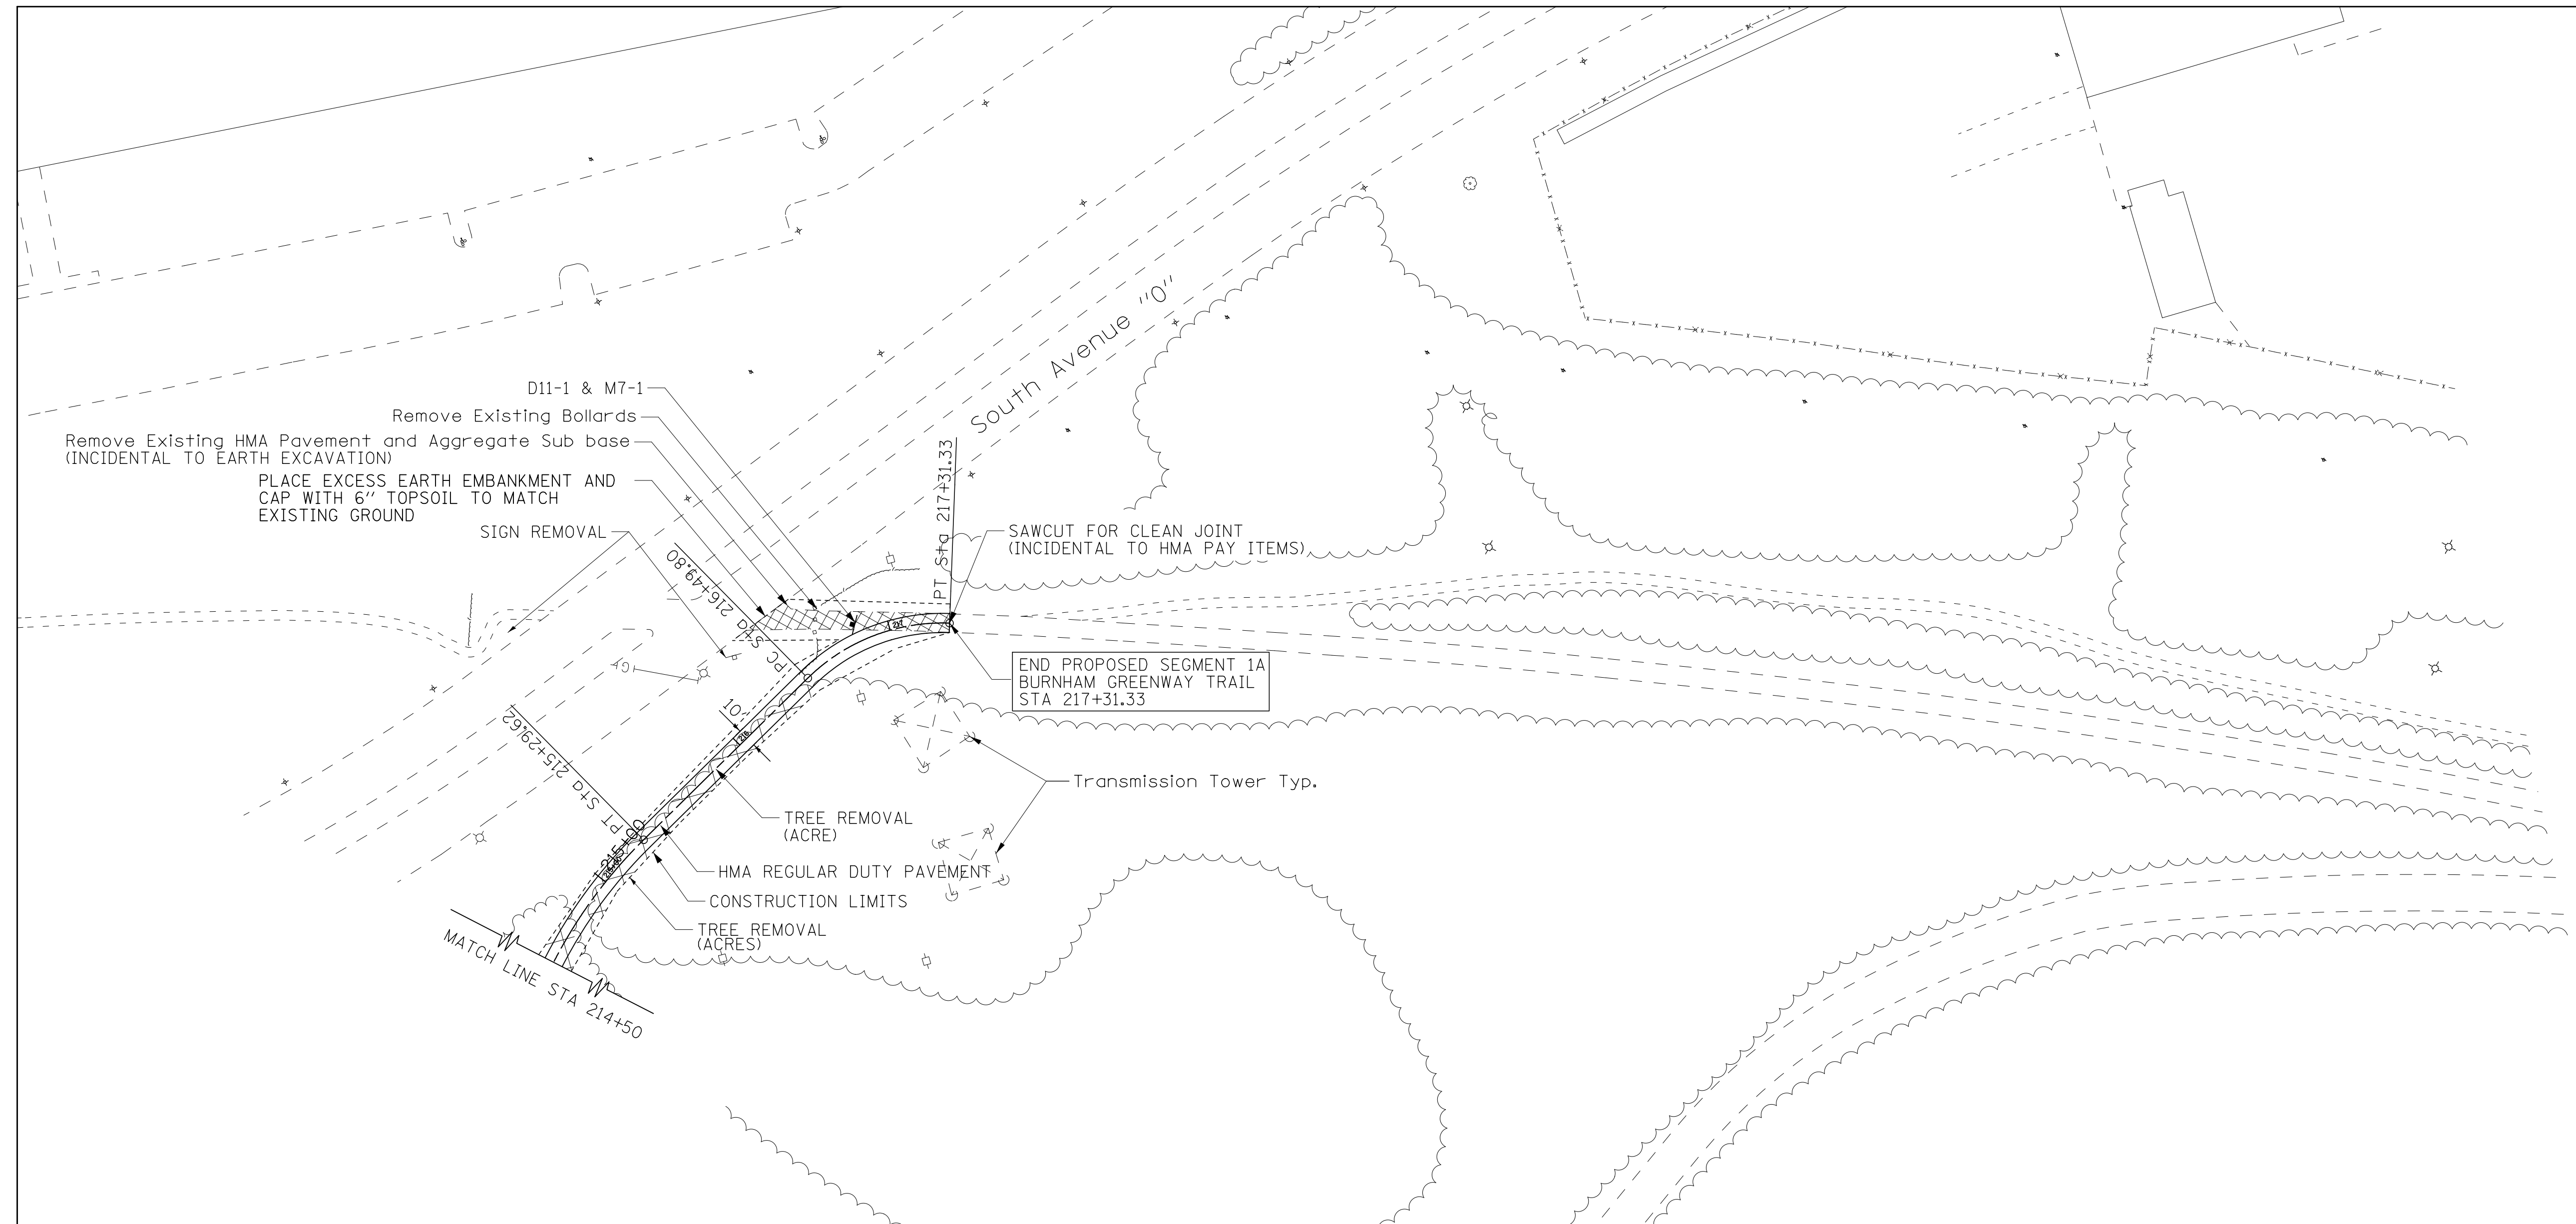 South Avenue "O"
D11-1 & M7-1
Remove Existing Bollards
Remove Existing HMA Pavement and Aggregate Sub base
(INCIDENTAL TO EARTH EXCAVATION)
PLACE EXCESS EARTH EMBANKMENT AND
CAP WITH 6" TOPSOIL TO MATCH
EXISTING GROUND
SIGN REMOVAL
PT Sta 217+31.33
SAWCUT FOR CLEAN JOINT
(INCIDENTAL TO HMA PAY ITEMS)
PC Sta 216+49.80
217
END PROPOSED SEGMENT 1A
BURNHAM GREENWAY TRAIL
STA 217+31.33
10'
216
PT Sta 215+29.62
Transmission Tower Typ.
TREE REMOVAL
(ACRE)
215+00
HMA REGULAR DUTY PAVEMENT
CONSTRUCTION LIMITS
TREE REMOVAL
(ACRES)
MATCH LINE STA 214+50